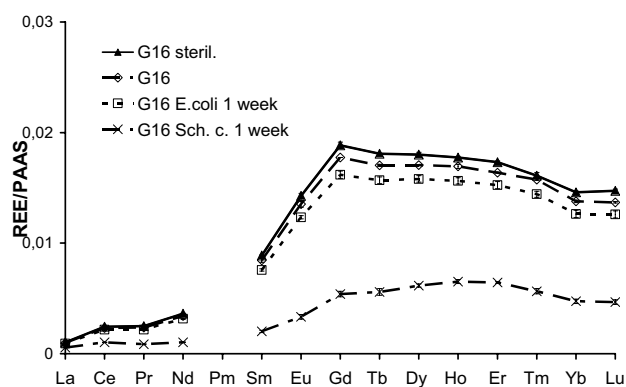 0,03
G16 steril.
G16
G16 E.coli 1 week
G16 Sch. c. 1 week
0,02
REE/PAAS
0,01
0
La Ce Pr Nd Pm Sm Eu Gd Tb Dy Ho Er Tm Yb Lu